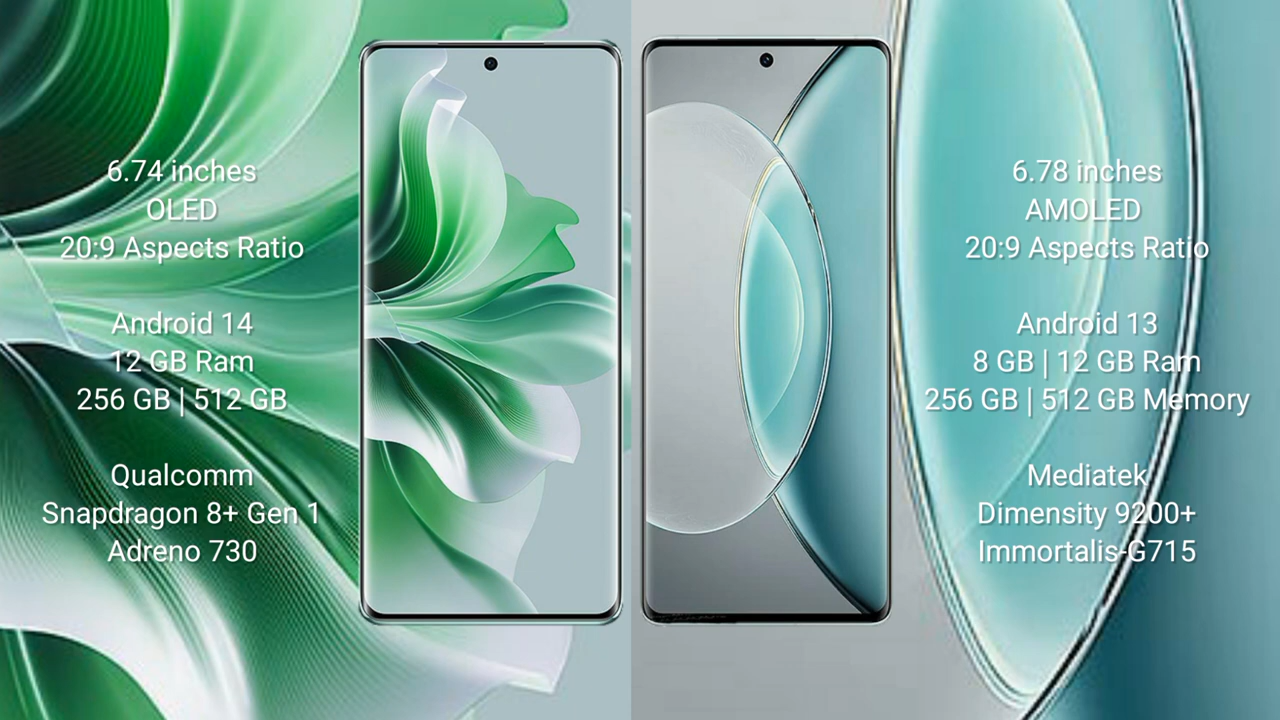 6.74 inches
OLED
20:9 Aspects Ratio
Android 14
12 GB Ram
256 GB | 512 GB
Qualcomm
Snapdragon 8+ Gen 1
Adreno 730
6.78 inches
AMOLED
20:9 Aspects Ratio
Android 13
8 GB | 12 GB Ram
256 GB | 512 GB Memory
Mediatek
Dimensity 9200+
Immortalis-G715